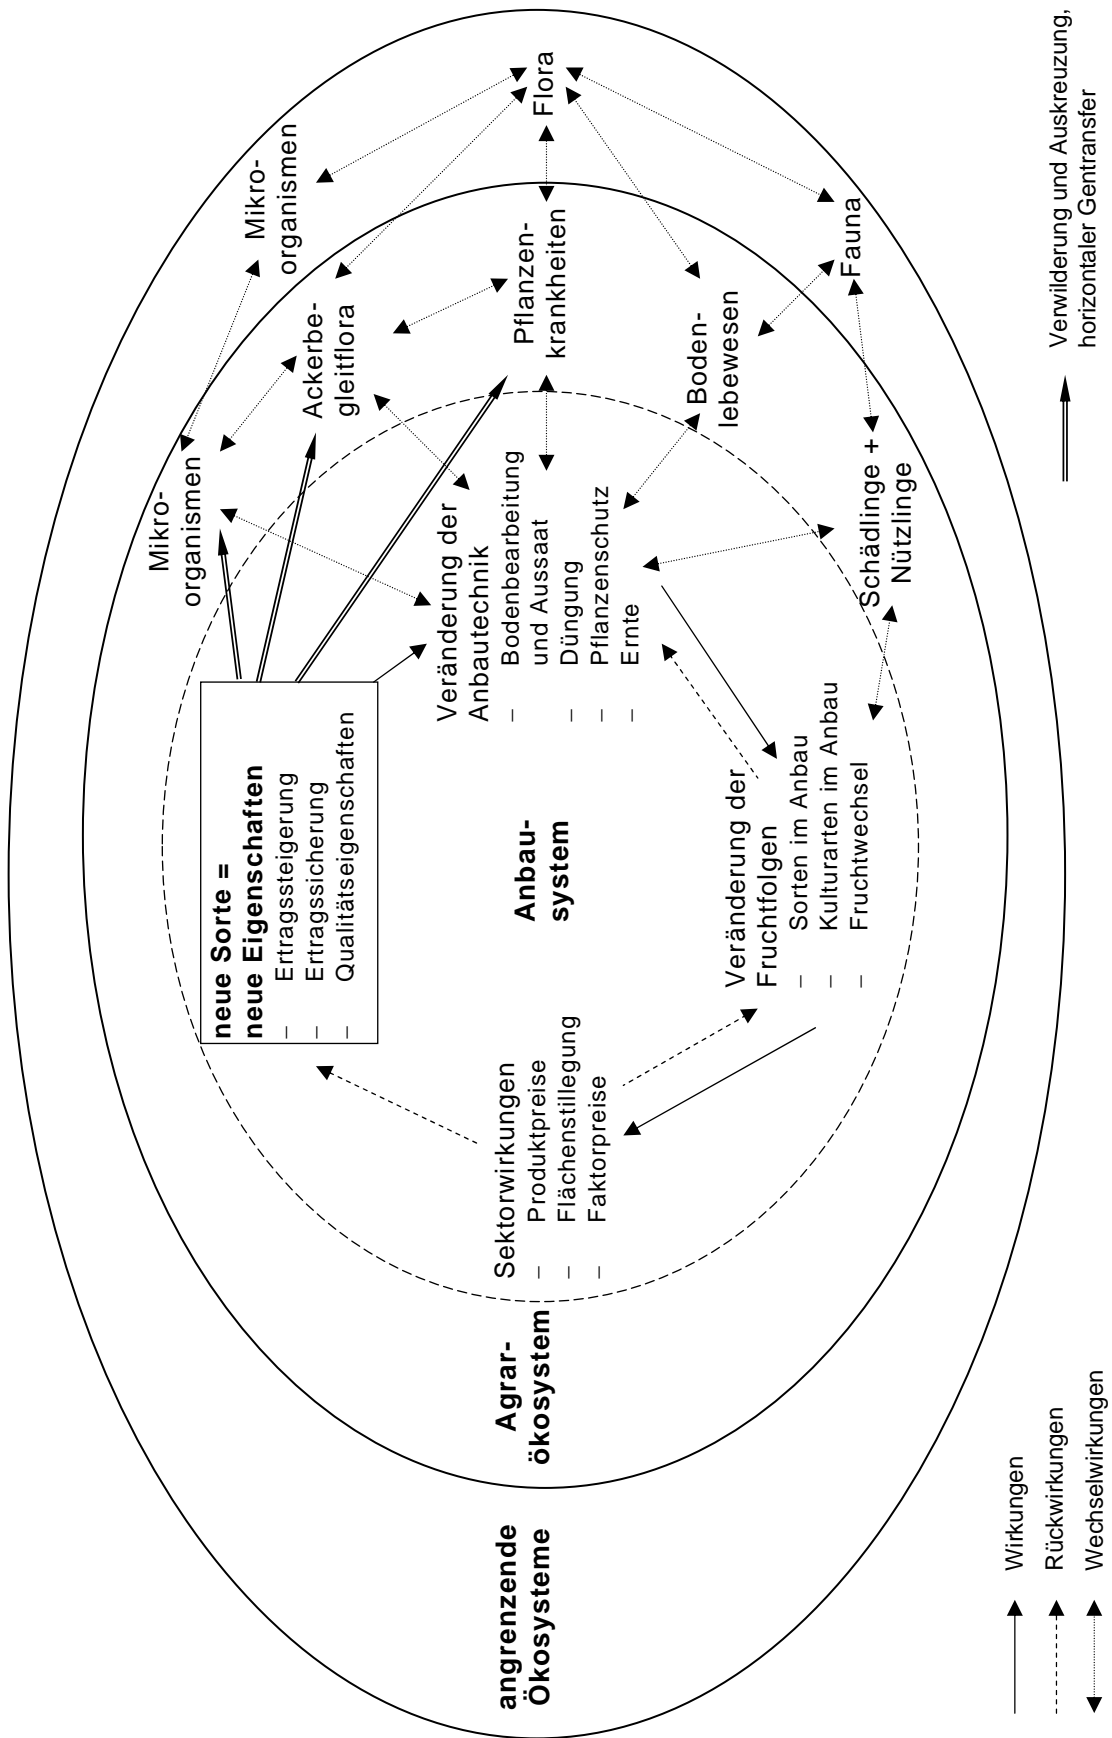 angrenzende
Ökosysteme
Agrar-
ökosystem
Anbau-
system
neue Sorte =
neue Eigenschaften
– Ertragssteigerung
– Ertragssicherung
– Qualitätseigenschaften
Sektorwirkungen
– Produktpreise
– Flächenstillegung
– Faktorpreise
Veränderung der
Anbautechnik
– Bodenbearbeitung
und Aussaat
– Düngung
– Pflanzenschutz
– Ernte
Veränderung der
Fruchtfolgen
– Sorten im Anbau
– Kulturarten im Anbau
– Fruchtwechsel
Mikro-
organismen
Ackerbe-
gleitflora
Pflanzen-
krankheiten
Boden-
lebewesen
Schädlinge +
Nützlinge
Mikro-
organismen
Flora
Fauna
Wirkungen
Rückwirkungen
Wechselwirkungen
Verwilderung und Auskreuzung,
horizontaler Gentransfer